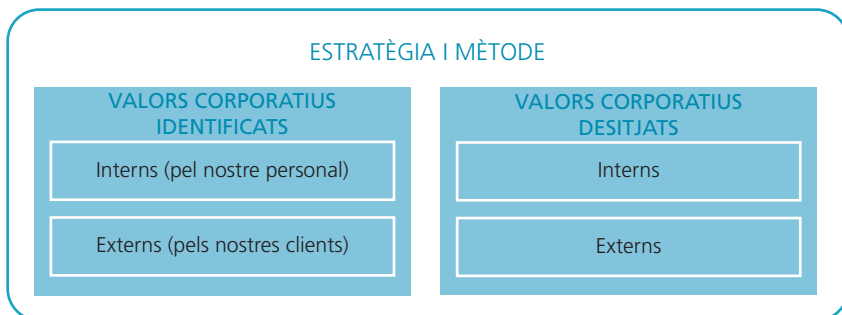 ESTRATÈGIA I MÈTODE
VALORS CORPORATIUS
IDENTIFICATS
Interns (pel nostre personal)
Externs (pels nostres clients)
VALORS CORPORATIUS
DESITJATS
Interns
Externs